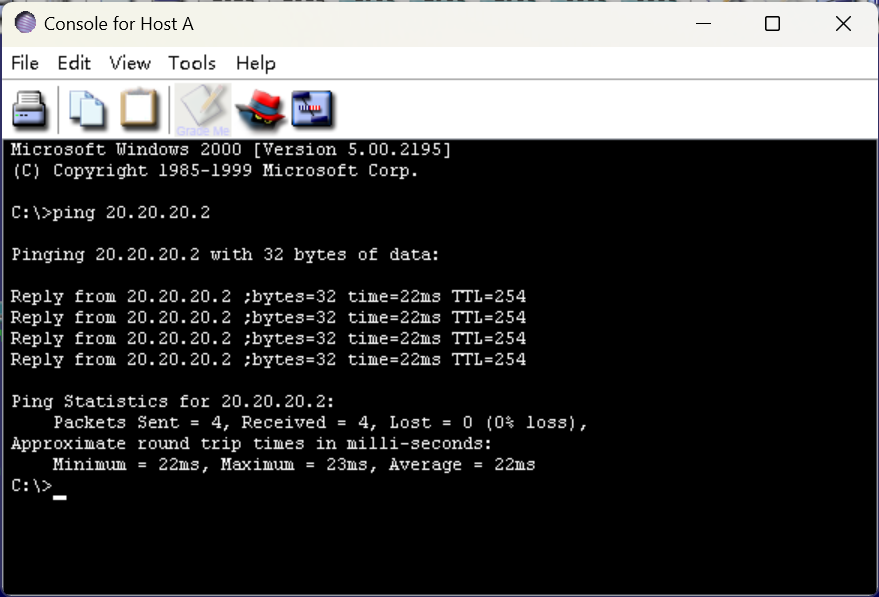 Console for Host A
File Edit View Tools Help
Grade Me
Microsoft Windows 2000 [Version 5.00.2195]
(C) Copyright 1985-1999 Microsoft Corp.
C:\>ping 20.20.20.2
Pinging 20.20.20.2 with 32 bytes of data:
Reply from 20.20.20.2 ;bytes=32 time=22ms TTL=254
Reply from 20.20.20.2 ;bytes=32 time=22ms TTL=254
Reply from 20.20.20.2 ;bytes=32 time=22ms TTL=254
Reply from 20.20.20.2 ;bytes=32 time=22ms TTL=254
Ping Statistics for 20.20.20.2:
Packets Sent = 4, Received = 4, Lost = 0 (0% loss),
Approximate round trip times in milli-seconds:
Minimum = 22ms, Maximum = 23ms, Average = 22ms
C:\>